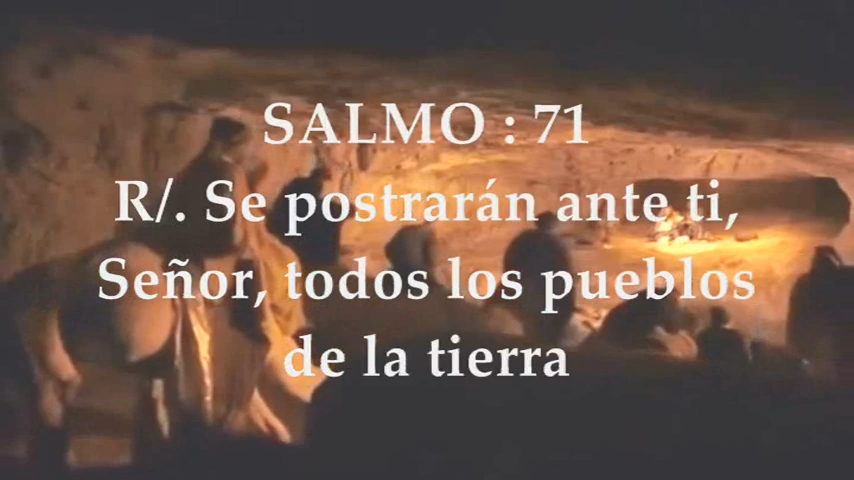 SALMO : 71
R/. Se postrarán ante ti,
Señor, todos los pueblos
de la tierra